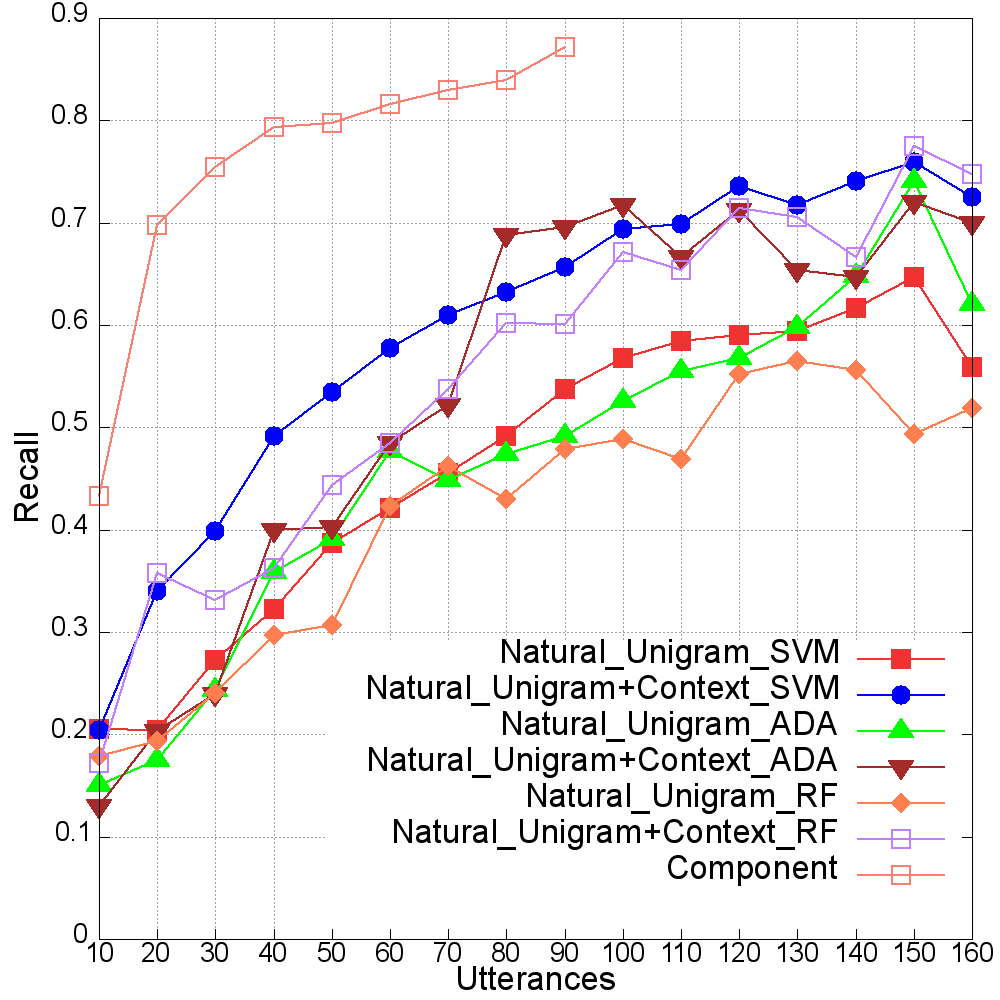 0.9
0.8
0.7
0.6
0.5
0.4
0.3
0.2
0.1
0
Recall
Natural_Unigram_SVM
Natural_Unigram+Context_SVM
Natural_Unigram_ADA
Natural_Unigram+Context_ADA
Natural_Unigram_RF
Natural_Unigram+Context_RF
Component
10 20 30 40 50 60 70 80 90 100 110 120 130 140 150 160
Utterances